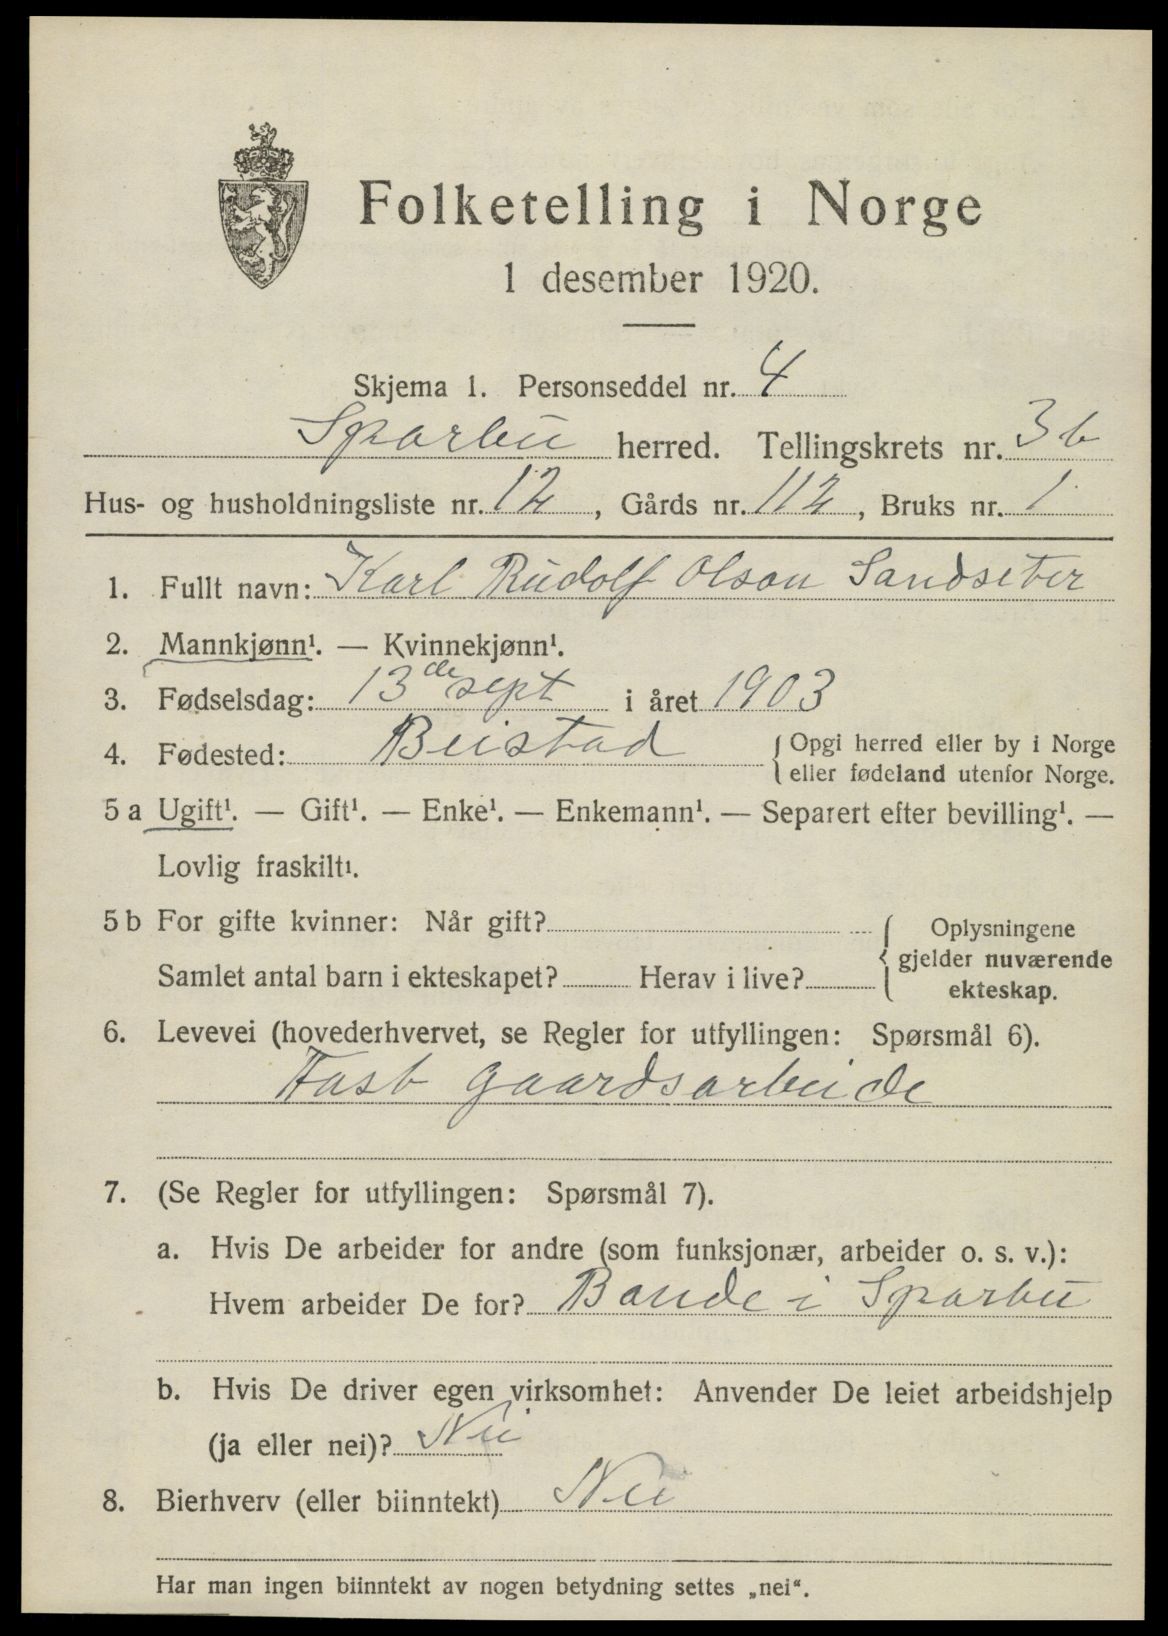 Folketelling i Norge
1 desember 1920.
Skjema 1. Personseddel nr. 4
Sparbu herred. Tellingskrets nr. 3b
Hus- og husholdningsliste nr. 12, Gårds nr. 112, Bruks nr. 1
1. Fullt navn: Karl Rudolf Olson Sandseter
2. Mannkjønn¹. — Kvinnekjønn¹.
3. Fødselsdag: 13de sept i året 1903
4. Fødested: Beistad {Opgi herred eller by i Norge
eller fødeland utenfor Norge.
5 a Ugift¹. — Gift¹. — Enke¹. — Enkemann¹. — Separert efter bevilling¹. —
Lovlig fraskilt¹.
5 b For gifte kvinner: Når gift? { Oplysningene
gjelder nuværende
Samlet antal barn i ekteskapet? Herav i live? ekteskap.
6. Levevei (hovederhvervet, se Regler for utfyllingen: Spørsmål 6).
Fast gaardsarbeide
7. (Se Regler for utfyllingen: Spørsmål 7).
a. Hvis De arbeider for andre (som funksjonær, arbeider o. s. v.):
Hvem arbeider De for? Bonde i Sparbu
b. Hvis De driver egen virksomhet: Anvender De leiet arbeidshjelp
(ja eller nei)? Nei
8. Bierhverv (eller biinntekt) Nei
Har man ingen biinntekt av nogen betydning settes „nei“.